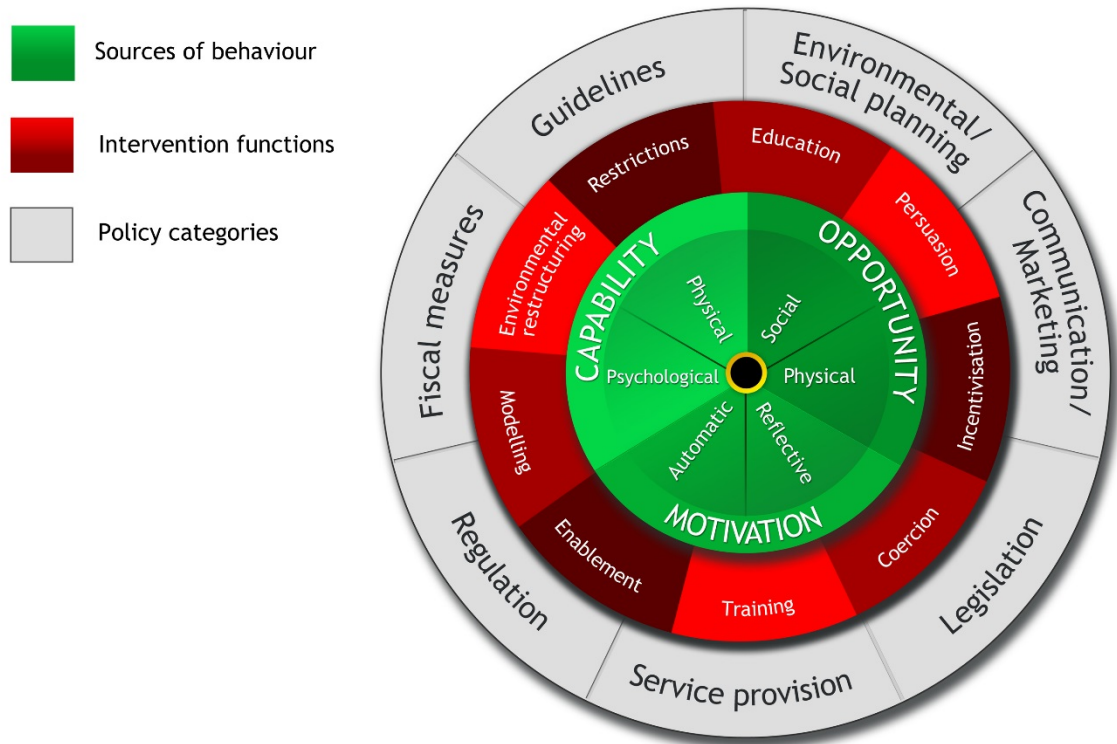 Sources of behaviour
Intervention functions
Policy categories
Guidelines
Environmental/
Social planning
Communication/
Marketing
Legislation
Service provision
Regulation
Fiscal measures
Restrictions
Education
Persuasion
Incentivisation
Coercion
Training
Enablement
Modelling
Environmental
restructuring
CAPABILITY
OPPORTUNITY
MOTIVATION
Physical
Social
Physical
Reflective
Automatic
Psychological